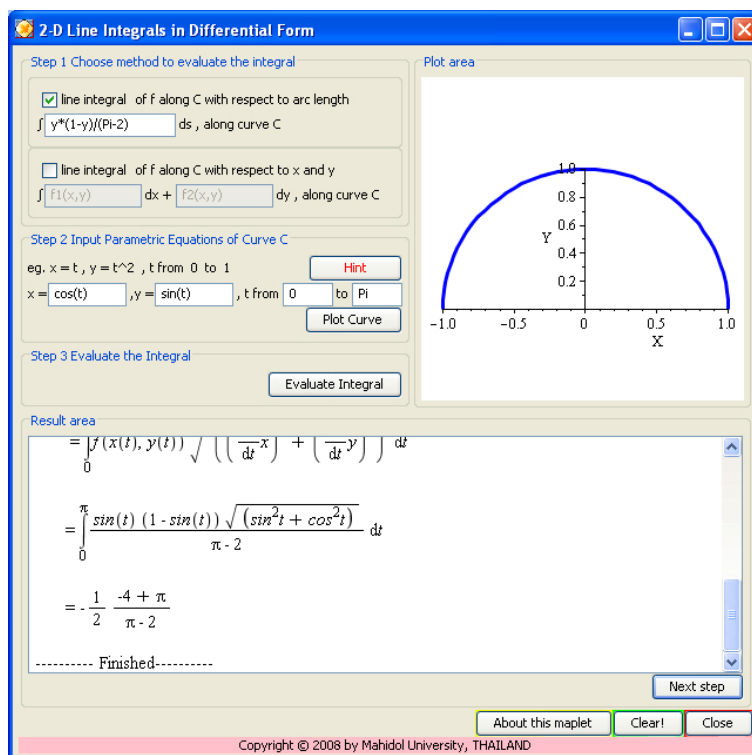 2-D Line Integrals in Differential Form
Step 1 Choose method to evaluate the integral
line integral of f along C with respect to arc length
∫ y*(1-y)/(Pi-2) ds , along curve C
line integral of f along C with respect to x and y
∫ f1(x,y) dx + f2(x,y) dy , along curve C
Step 2 Input Parametric Equations of Curve C
eg. x = t , y = t^2 , t from 0 to 1
Hint
x = cos(t) ,y = sin(t) , t from 0 to Pi
Plot Curve
Step 3 Evaluate the Integral
Evaluate Integral
Plot area
1.0
0.8
Y 0.6
0.4
0.2
-1.0 -0.5 0 0.5 1.0
X
Result area
= ∫0 f(x(t), y(t)) √((d/dt x) + (d/dt y)) dt
= ∫0^π sin(t) (1 - sin(t)) √(sin²t + cos²t) / (π - 2) dt
= - 1/2 (-4 + π)/(π - 2)
---------- Finished----------
Next step
About this maplet Clear! Close
Copyright © 2008 by Mahidol University, THAILAND